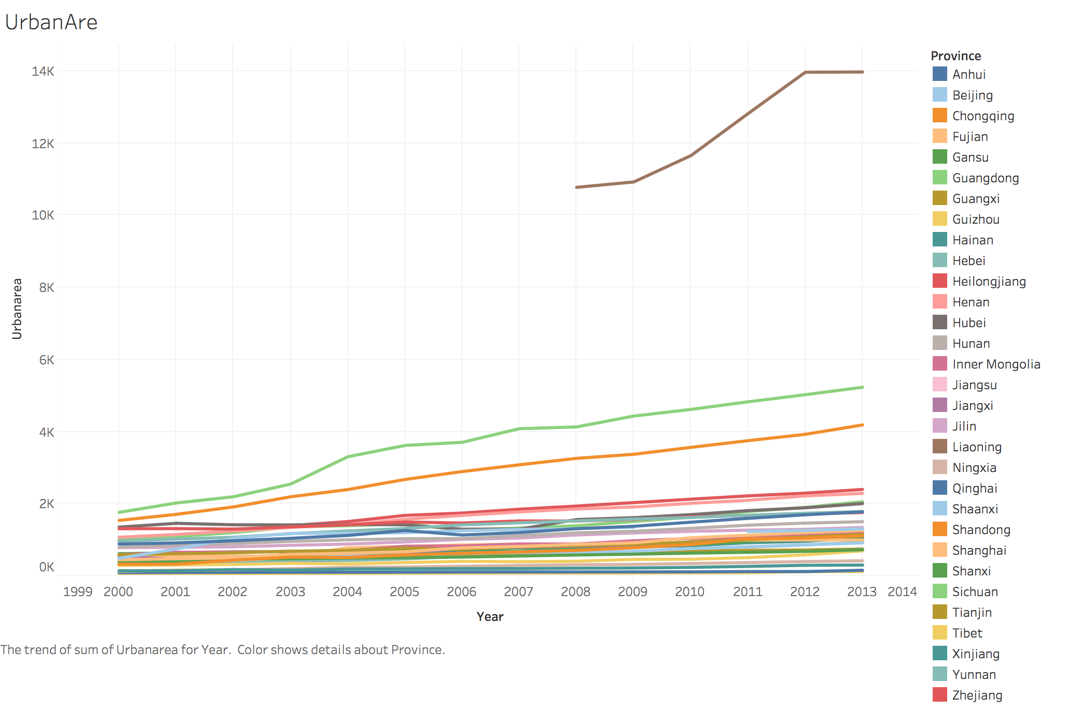 UrbanAre
14K
12K
10K
8K
6K
4K
2K
0K
Urbanarea
1999 2000 2001 2002 2003 2004 2005 2006 2007 2008 2009 2010 2011 2012 2013 2014
Year
The trend of sum of Urbanarea for Year. Color shows details about Province.
Province
Anhui
Beijing
Chongqing
Fujian
Gansu
Guangdong
Guangxi
Guizhou
Hainan
Hebei
Heilongjiang
Henan
Hubei
Hunan
Inner Mongolia
Jiangsu
Jiangxi
Jilin
Liaoning
Ningxia
Qinghai
Shaanxi
Shandong
Shanghai
Shanxi
Sichuan
Tianjin
Tibet
Xinjiang
Yunnan
Zhejiang